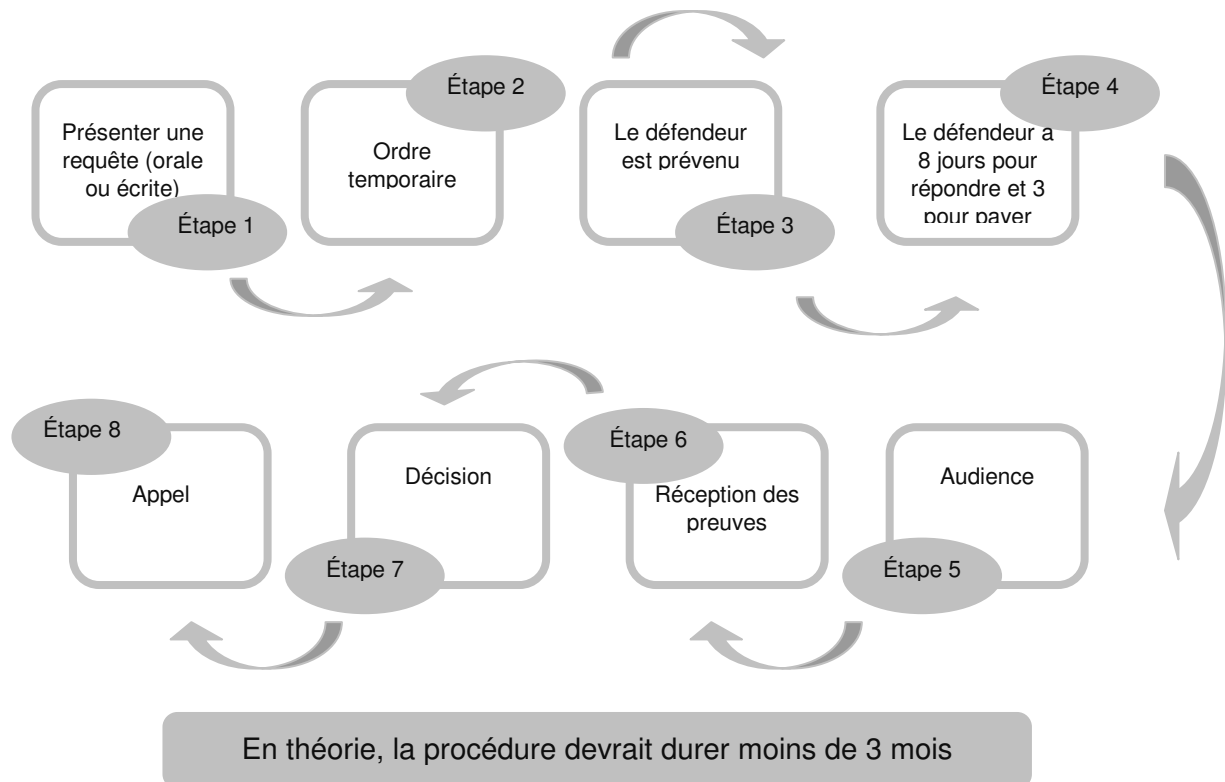 Étape 1
Présenter une
requête (orale
ou écrite)
Étape 2
Ordre
temporaire
Étape 3
Le défendeur
est prévenu
Étape 4
Le défendeur a
8 jours pour
répondre et 3
pour payer
Étape 5
Audience
Étape 6
Réception des
preuves
Étape 7
Décision
Étape 8
Appel
En théorie, la procédure devrait durer moins de 3 mois